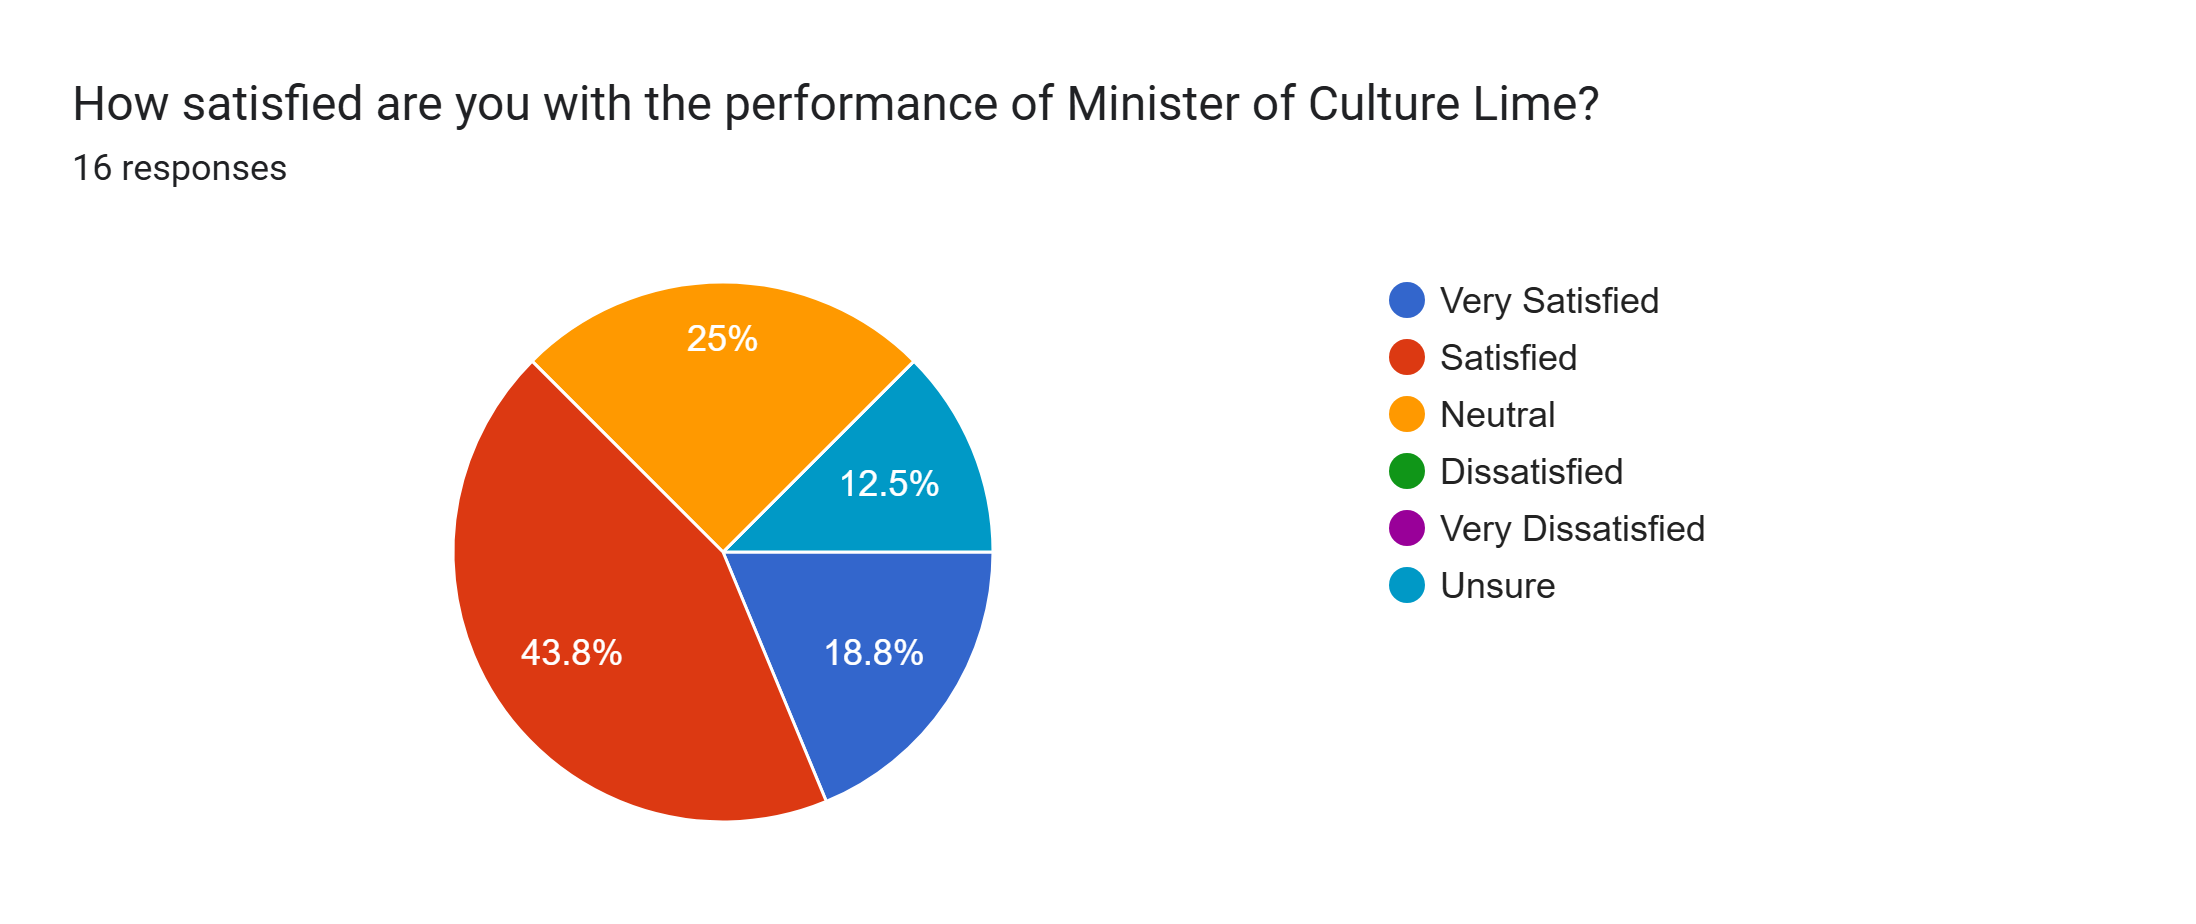 How satisfied are you with the performance of Minister of Culture Lime?
16 responses
25%
12.5%
43.8%
18.8%
Very Satisfied
Satisfied
Neutral
Dissatisfied
Very Dissatisfied
Unsure